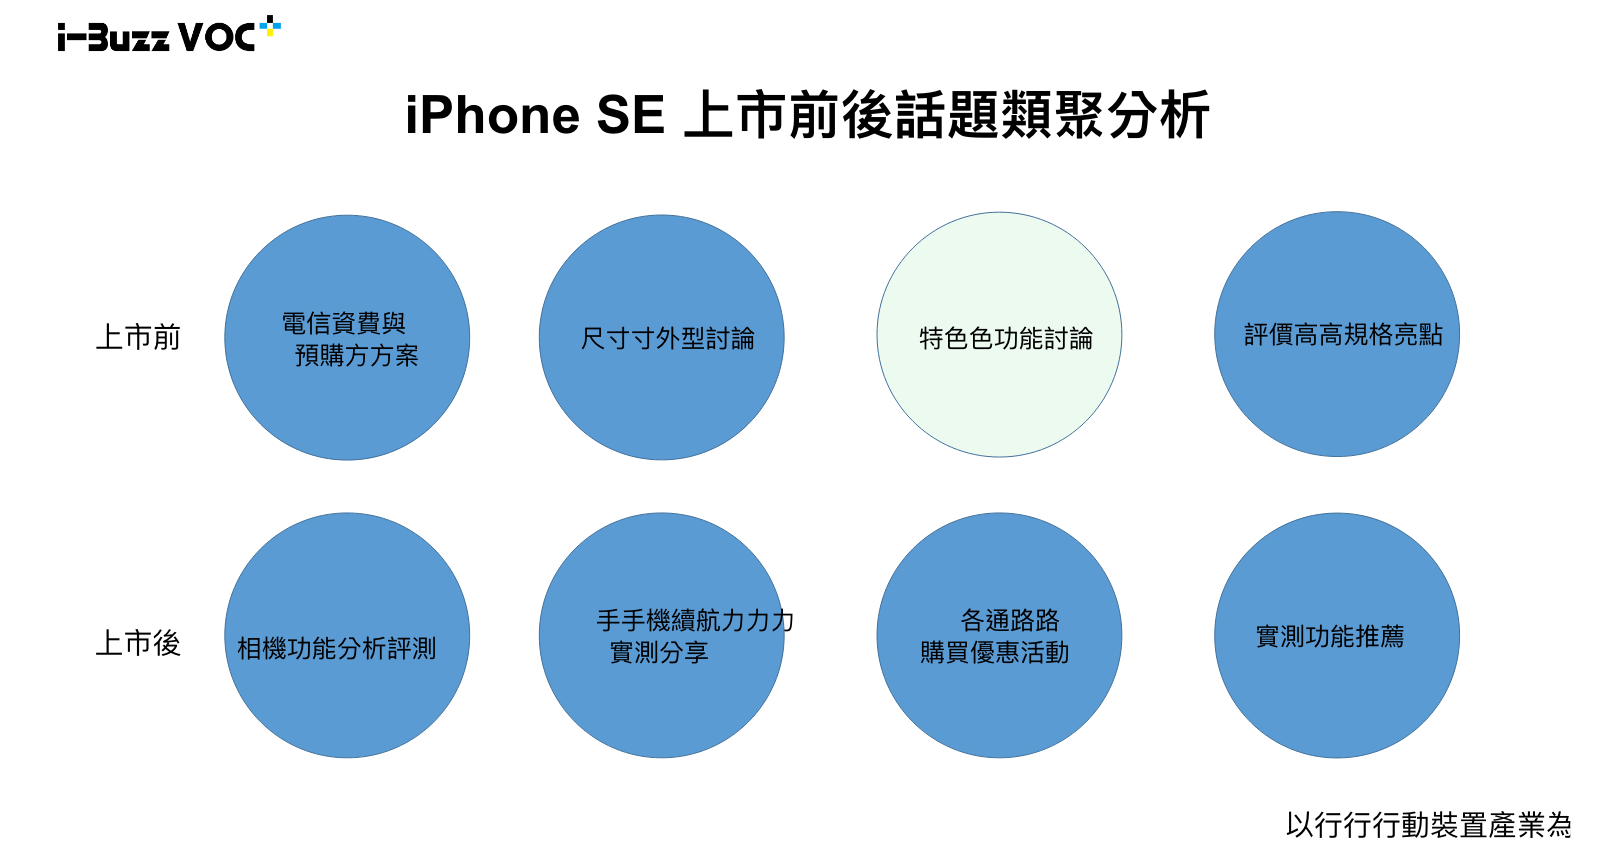 i-Buzz VOC+
iPhone SE 上市前後話題類聚分析
上市前
電信資費與
預購方方案
尺寸寸外型討論
特色色功能討論
評價高高規格亮點
上市後
相機功能分析評測
手手機續航力力力
實測分享
各通路路
購買優惠活動
實測功能推薦
以行行行動裝置產業為